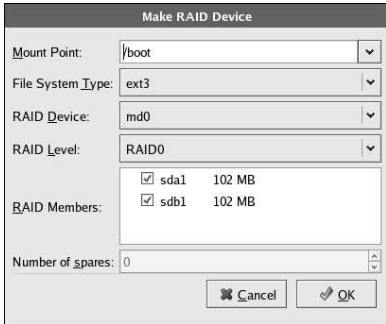 Make RAID Device
Mount Point: /boot
File System Type: ext3
RAID Device: md0
RAID Level: RAID0
RAID Members:
sda1 102 MB
sdb1 102 MB
Number of spares: 0
Cancel OK